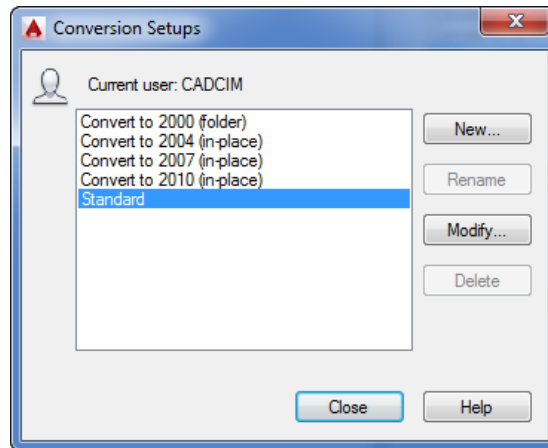 Conversion Setups
Current user: CADCIM
Convert to 2000 (folder)
Convert to 2004 (in-place)
Convert to 2007 (in-place)
Convert to 2010 (in-place)
Standard
New...
Rename
Modify...
Delete
Close
Help